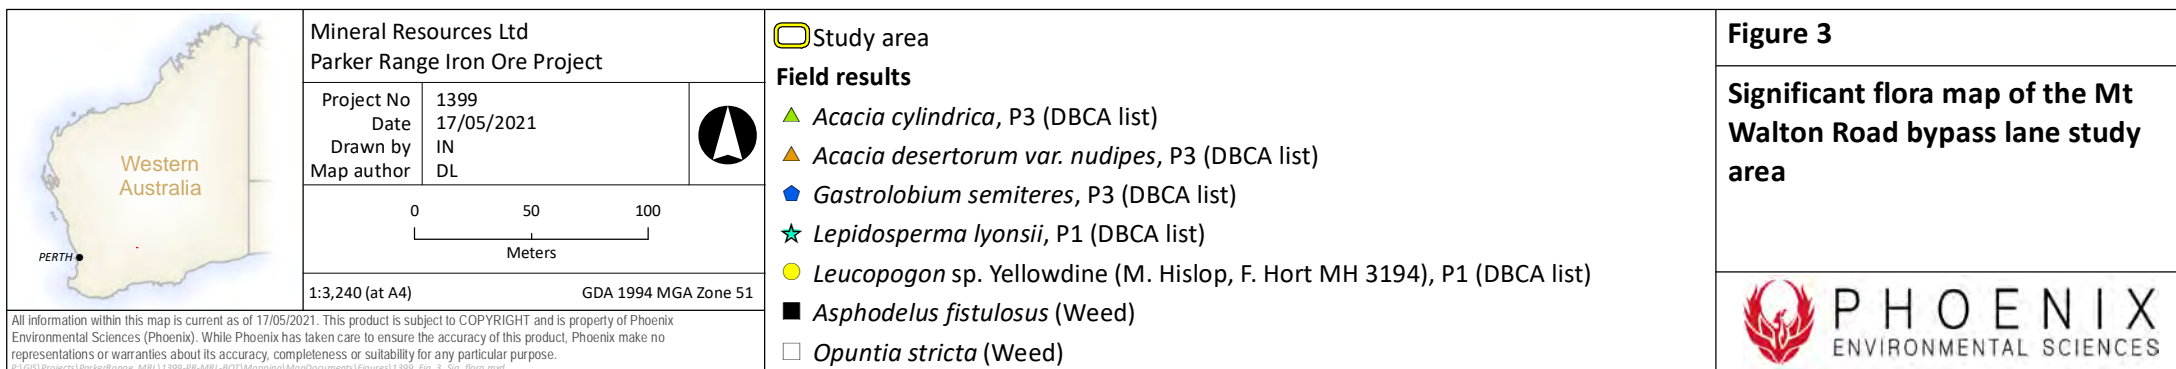 Western
Australia
PERTH
Mineral Resources Ltd
Parker Range Iron Ore Project
Project No 1399
Date 17/05/2021
Drawn by IN
Map author DL
0 50 100
Meters
1:3,240 (at A4) GDA 1994 MGA Zone 51
All information within this map is current as of 17/05/2021. This product is subject to COPYRIGHT and is property of Phoenix
Environmental Sciences (Phoenix). While Phoenix has taken care to ensure the accuracy of this product, Phoenix make no
representations or warranties about its accuracy, completeness or suitability for any particular purpose.
Study area
Field results
Acacia cylindrica, P3 (DBCA list)
Acacia desertorum var. nudipes, P3 (DBCA list)
Gastrolobium semiteres, P3 (DBCA list)
Lepidosperma lyonsii, P1 (DBCA list)
Leucopogon sp. Yellowdine (M. Hislop, F. Hort MH 3194), P1 (DBCA list)
Asphodelus fistulosus (Weed)
Opuntia stricta (Weed)
Figure 3
Significant flora map of the Mt
Walton Road bypass lane study
area
PHOENIX
ENVIRONMENTAL SCIENCES